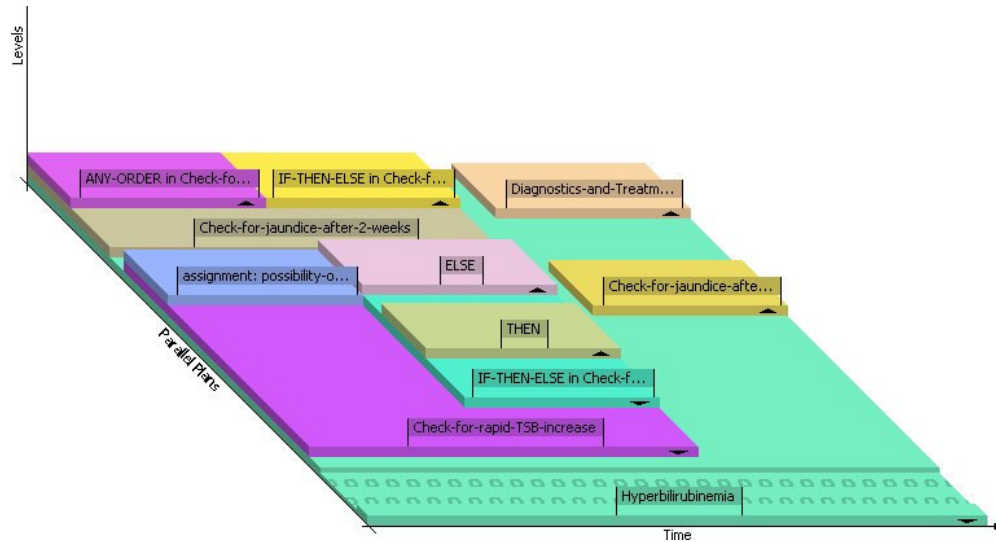 Levels
ANY-ORDER in Check-fo...
IF-THEN-ELSE in Check-f...
Diagnostics-and-Treatm...
Check-for-jaundice-after-2-weeks
ELSE
assignment: possibility-o...
Check-for-jaundice-afte...
THEN
Parallel Plans
IF-THEN-ELSE in Check-f...
Check-for-rapid-TSB-increase
Hyperbilirubinemia
Time